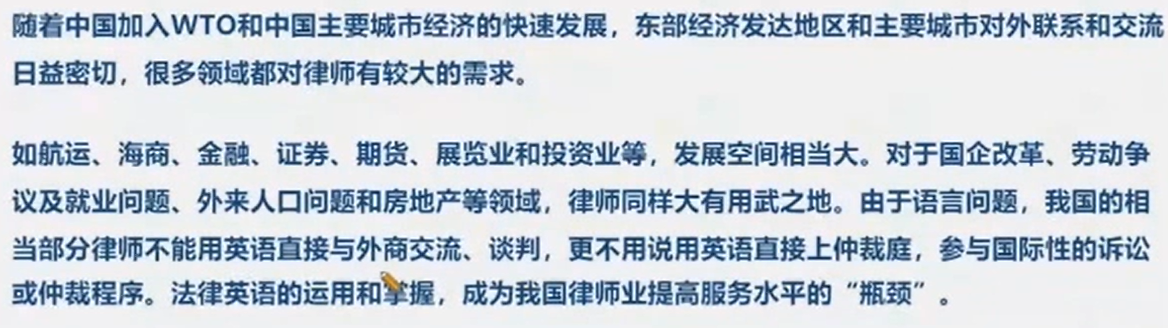 随着中国加入WTO和中国主要城市经济的快速发展，东部经济发达地区和主要城市对外联系和交流
日益密切，很多领域都对律师有较大的需求。
如航运、海商、金融、证券、期货、展览业和投资业等，发展空间相当大。对于国企改革、劳动争
议及就业问题、外来人口问题和房地产等领域，律师同样大有用武之地。由于语言问题，我国的相
当部分律师不能用英语直接与外商交流、谈判，更不用说用英语直接上仲裁庭，参与国际性的诉讼
或仲裁程序。法律英语的运用和掌握，成为我国律师业提高服务水平的“瓶颈”。